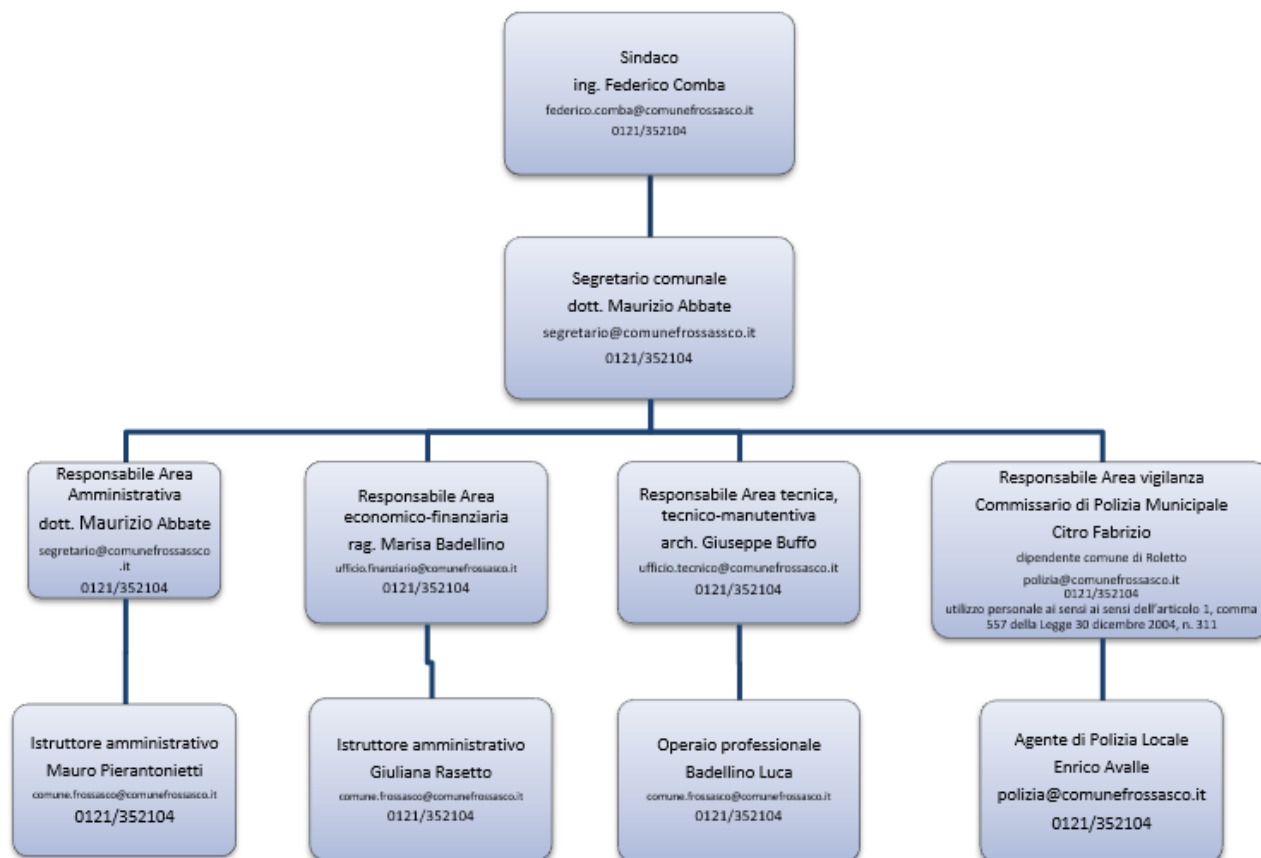 Sindaco
ing. Federico Comba
federico.comba@comunefrossasco.it
0121/352104
Segretario comunale
dott. Maurizio Abbate
segretario@comunefrossassco.it
0121/352104
Responsabile Area
Amministrativa
dott. Maurizio Abbate
segretario@comunefrossassco
.it
0121/352104
Responsabile Area
economico-finanziaria
rag. Marisa Badellino
ufficio.finanziario@comunefrossasco.it
0121/352104
Responsabile Area tecnica,
tecnico-manutentiva
arch. Giuseppe Buffo
ufficio.tecnico@comunefrossasco.it
0121/352104
Responsabile Area vigilanza
Commissario di Polizia Municipale
Citro Fabrizio
dipendente comune di Roletto
polizia@comunefrossasco.it
0121/352104
utilizzo personale ai sensi ai sensi dell'articolo 1, comma
557 della Legge 30 dicembre 2004, n. 311
Istruttore amministrativo
Mauro Pierantonietti
comune.frossasco@comunefrossasco.it
0121/352104
Istruttore amministrativo
Giuliana Rasetto
comune.frossasco@comunefrossasco.it
0121/352104
Operaio professionale
Badellino Luca
comune.frossasco@comunefrossasco.it
0121/352104
Agente di Polizia Locale
Enrico Avalle
polizia@comunefrossasco.it
0121/352104